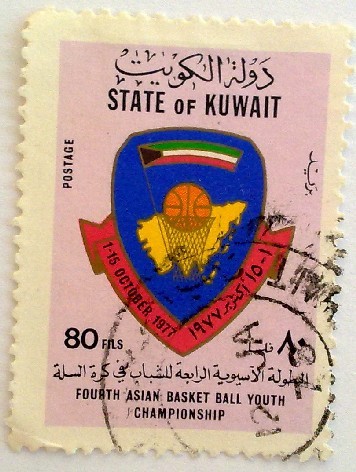 دولة الكويت
STATE OF KUWAIT
POSTAGE
بريد
1-15 OCTOBER 1977
١-١٥ اكتوبر ١٩٧٧
80 FILS
٨٠ فلس
البطولة الآسيوية الرابعة للشباب في كرة السلة
FOURTH ASIAN BASKET BALL YOUTH
CHAMPIONSHIP